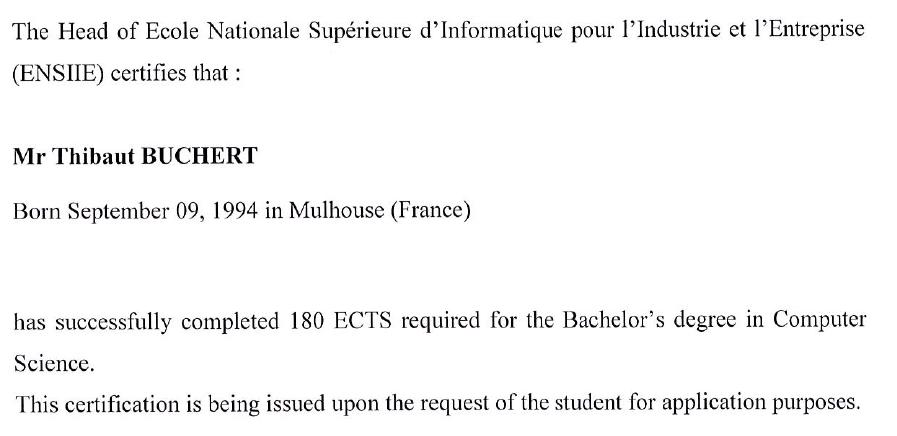 The Head of Ecole Nationale Supérieure d'Informatique pour l'Industrie et l'Entreprise
(ENSIIE) certifies that :
Mr Thibaut BUCHERT
Born September 09, 1994 in Mulhouse (France)
has successfully completed 180 ECTS required for the Bachelor's degree in Computer
Science.
This certification is being issued upon the request of the student for application purposes.